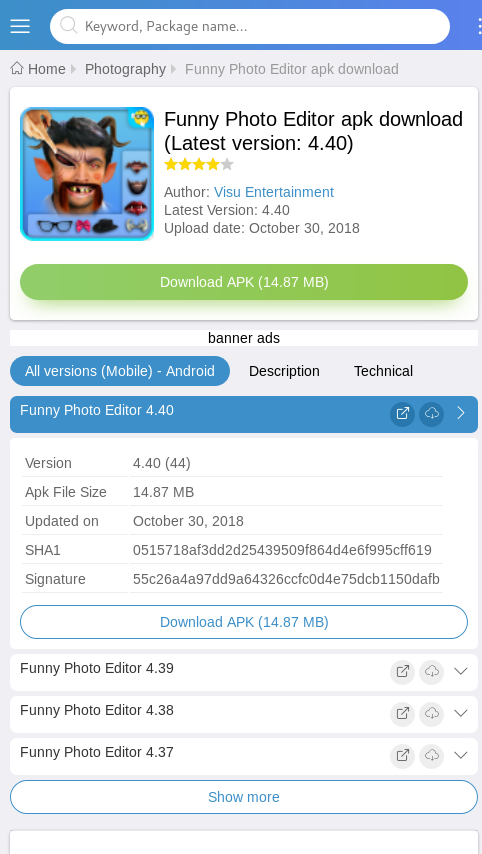 Keyword, Package name...
Home Photography Funny Photo Editor apk download
Funny Photo Editor apk download
(Latest version: 4.40)
Author: Visu Entertainment
Latest Version: 4.40
Upload date: October 30, 2018
Download APK (14.87 MB)
banner ads
All versions (Mobile) - Android Description Technical
Funny Photo Editor 4.40
Version 4.40 (44)
Apk File Size 14.87 MB
Updated on October 30, 2018
SHA1 0515718af3dd2d25439509f864d4e6f995cff619
Signature 55c26a4a97dd9a64326ccfc0d4e75dcb1150dafb
Download APK (14.87 MB)
Funny Photo Editor 4.39
Funny Photo Editor 4.38
Funny Photo Editor 4.37
Show more